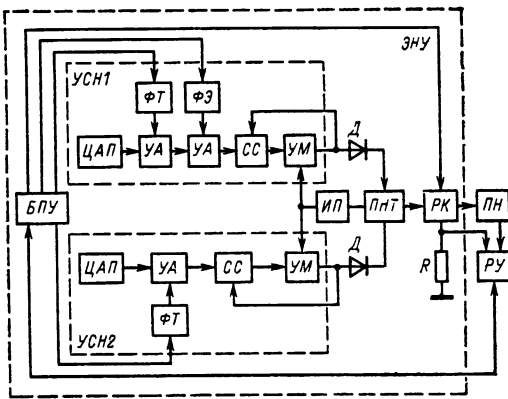 ЭНУ
УСН1
ФТ ФЭ
ЦАП УА УА СС УМ Д
БПУ ИП ПНТ РК ПН
ЦАП УА СС УМ Д R РУ
ФТ
УСН2